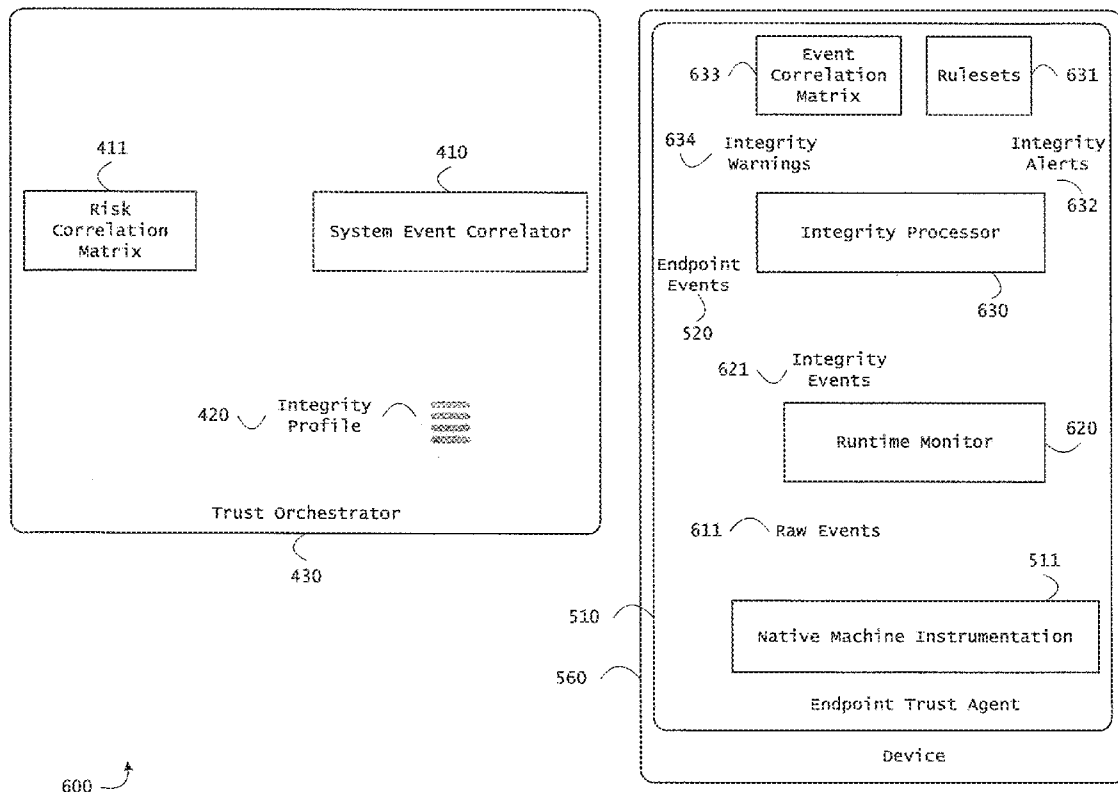 411
Risk
Correlation
Matrix
410
System Event Correlator
420
Integrity
Profile
Trust Orchestrator
430
600
633
Event
Correlation
Matrix
Rulesets
631
634
Integrity
Warnings
Integrity
Alerts
632
Integrity Processor
630
Endpoint
Events
520
621
Integrity
Events
Runtime Monitor
620
611
Raw Events
511
510
Native Machine Instrumentation
560
Endpoint Trust Agent
Device